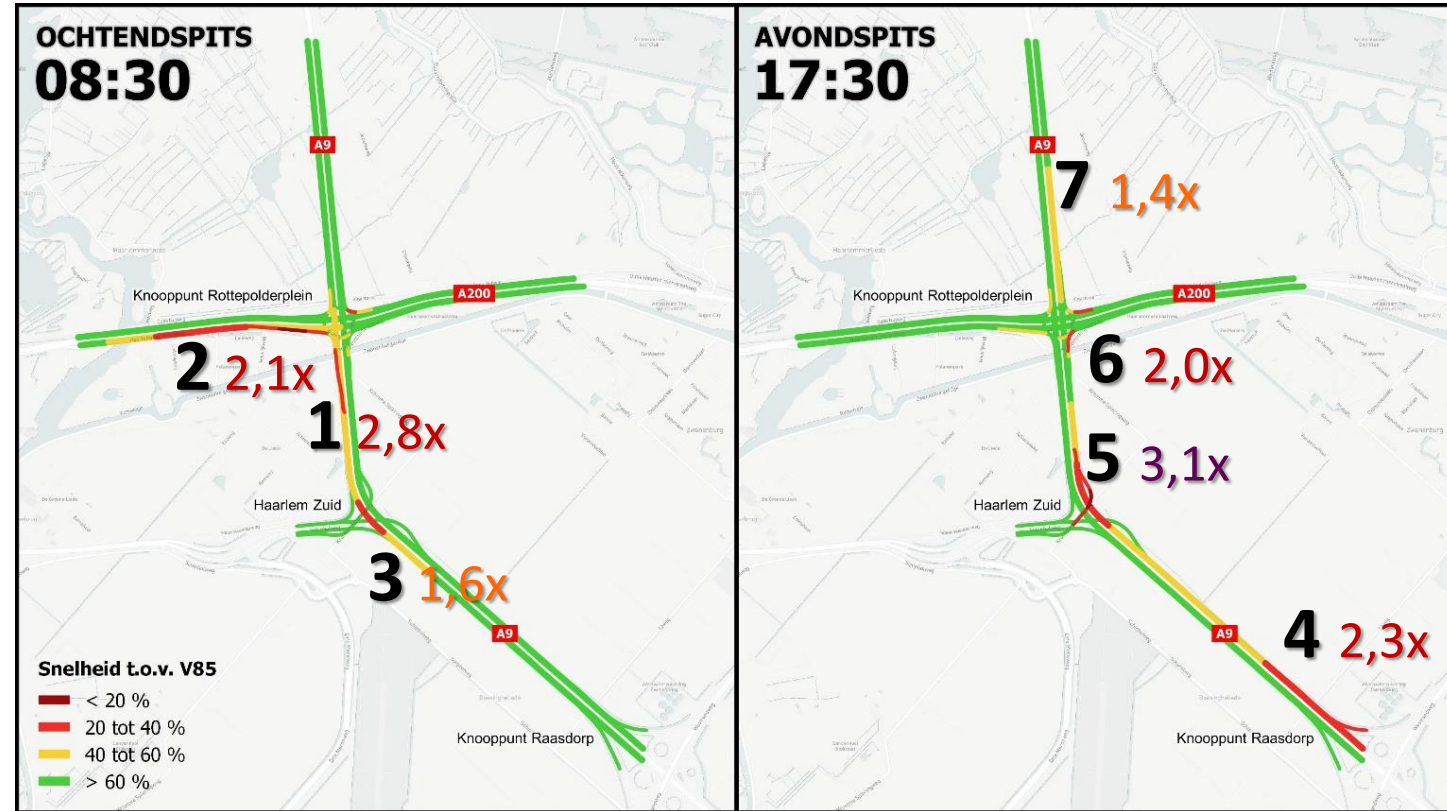 OCHTENDSPITS
08:30
A9
Knooppunt Rottepolderplein
A200
2 2,1x
1 2,8x
Haarlem Zuid
3 1,6x
A9
Snelheid t.o.v. V85
< 20 %
20 tot 40 %
40 tot 60 %
> 60 %
Knooppunt Raasdorp
AVONDSPITS
17:30
A9
7 1,4x
Knooppunt Rottepolderplein
A200
6 2,0x
5 3,1x
Haarlem Zuid
A9
4 2,3x
Knooppunt Raasdorp